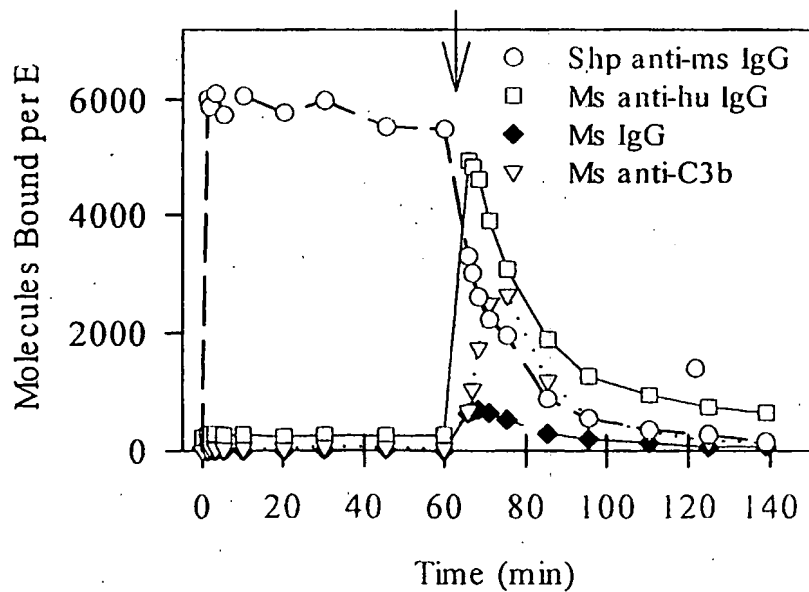 Shp anti-ms IgG
Ms anti-hu IgG
Ms IgG
Ms anti-C3b
Molecules Bound per E
6000
4000
2000
0
0 20 40 60 80 100 120 140
Time (min)